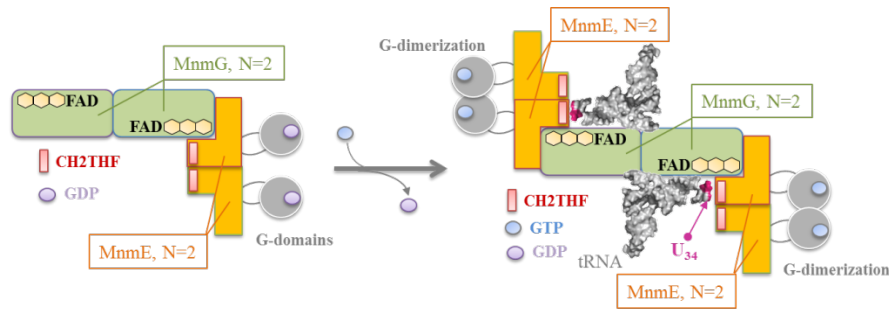 MnmG, N=2
FAD
FAD
CH2THF
GDP
MnmE, N=2
G-domains
G-dimerization
MnmE, N=2
MnmG, N=2
FAD
FAD
CH2THF
GTP
GDP
tRNA
U34
MnmE, N=2
G-dimerization